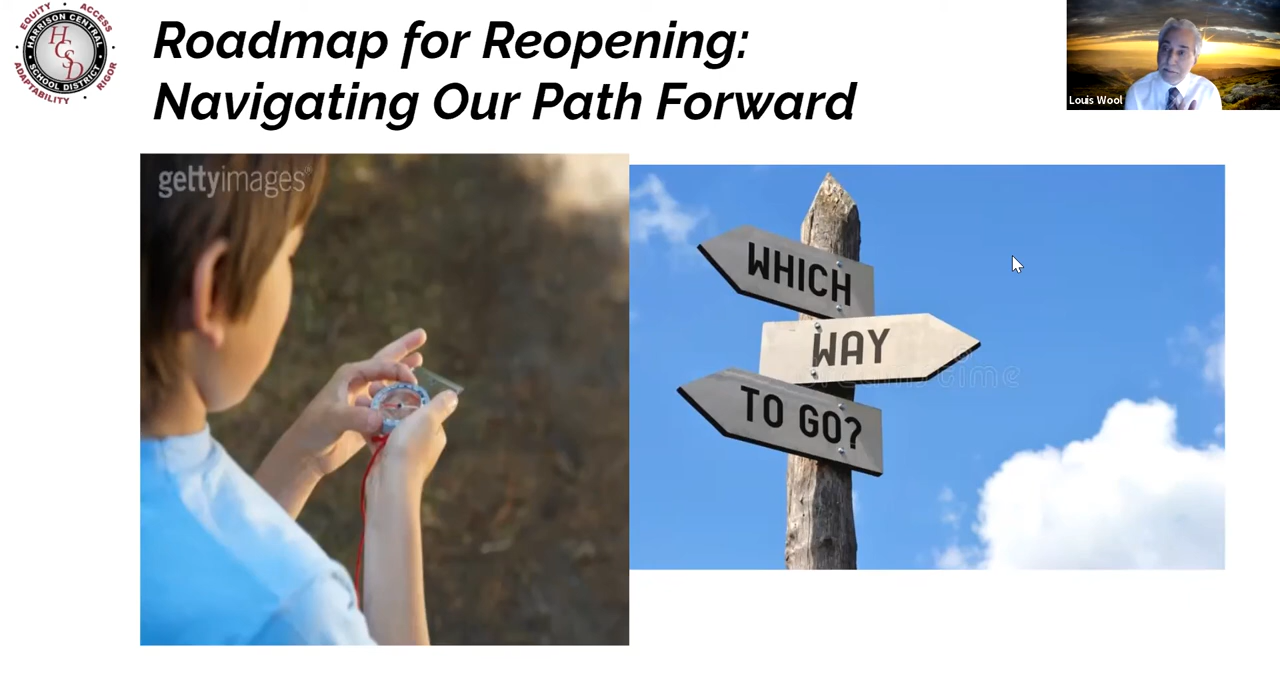 EQUITY ACCESS
HARRISON CENTRAL
HCSD
SCHOOL DISTRICT
ADAPTABILITY RIGOR
Roadmap for Reopening:
Navigating Our Path Forward
Louis Wool
gettyimages®
WHICH
WAY
TO GO?
time